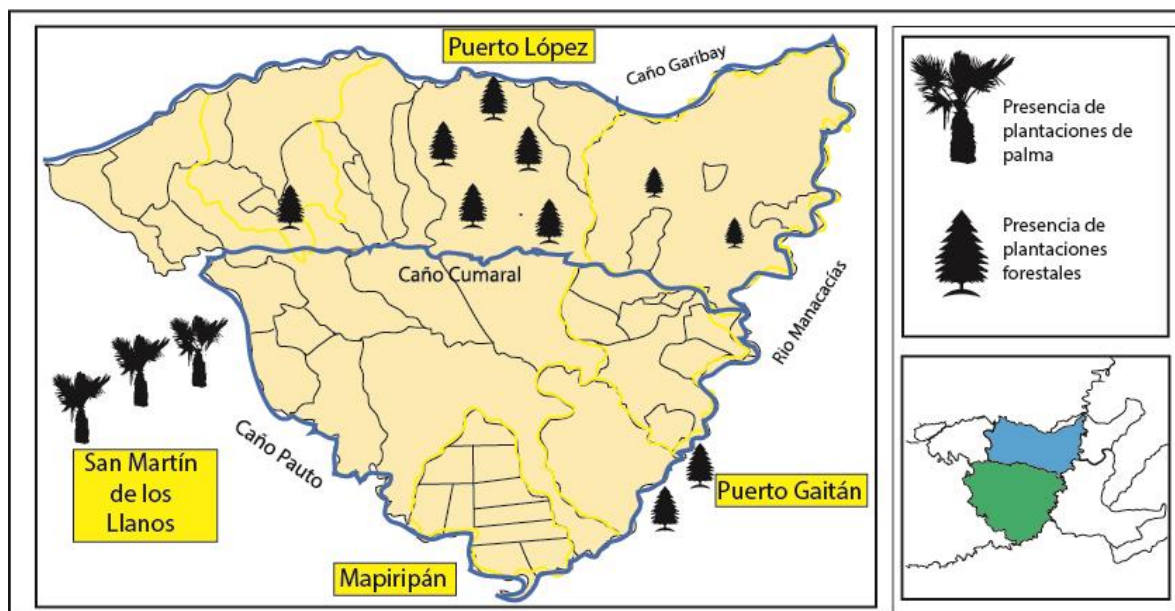 Puerto López
Caño Garibay
Caño Cumaral
Rio Manacacías
Caño Pauto
San Martín
de los
Llanos
Puerto Gaitán
Mapiripán
Presencia de
plantaciones de
palma
Presencia de
plantaciones
forestales